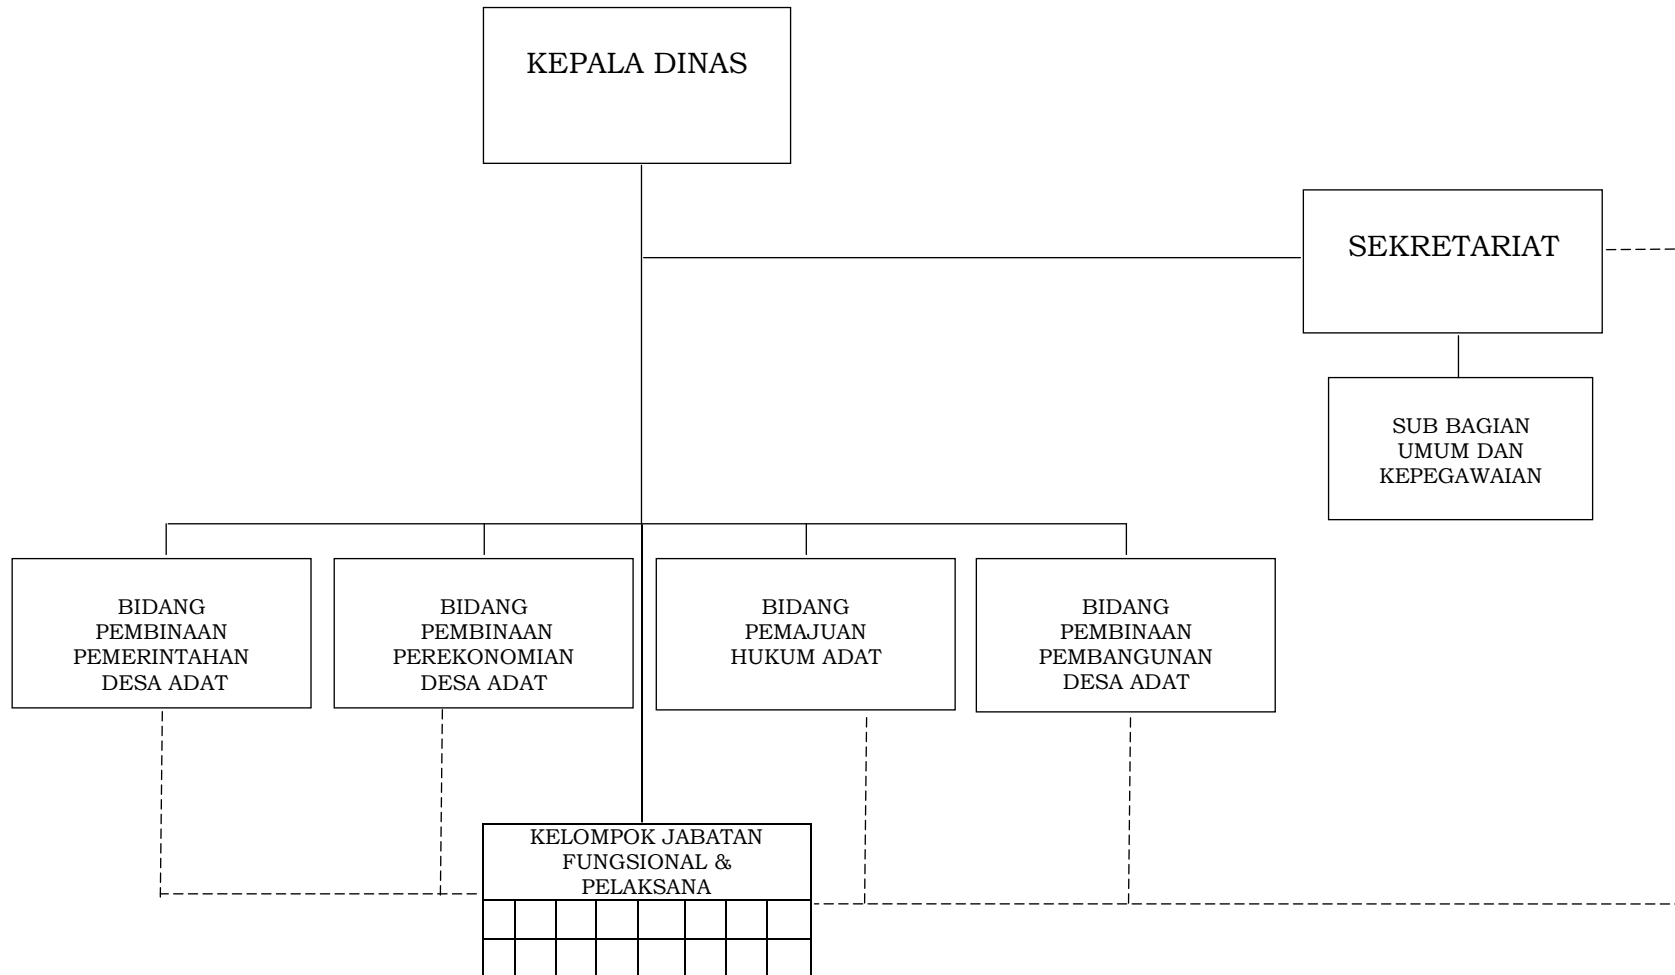 KEPALA DINAS
SEKRETARIAT
SUB BAGIAN
UMUM DAN
KEPEGAWAIAN
BIDANG
PEMBINAAN
PEMERINTAHAN
DESA ADAT
BIDANG
PEMBINAAN
PEREKONOMIAN
DESA ADAT
BIDANG
PEMAJUAN
HUKUM ADAT
BIDANG
PEMBINAAN
PEMBANGUNAN
DESA ADAT
KELOMPOK JABATAN
FUNGSIONAL &
PELAKSANA